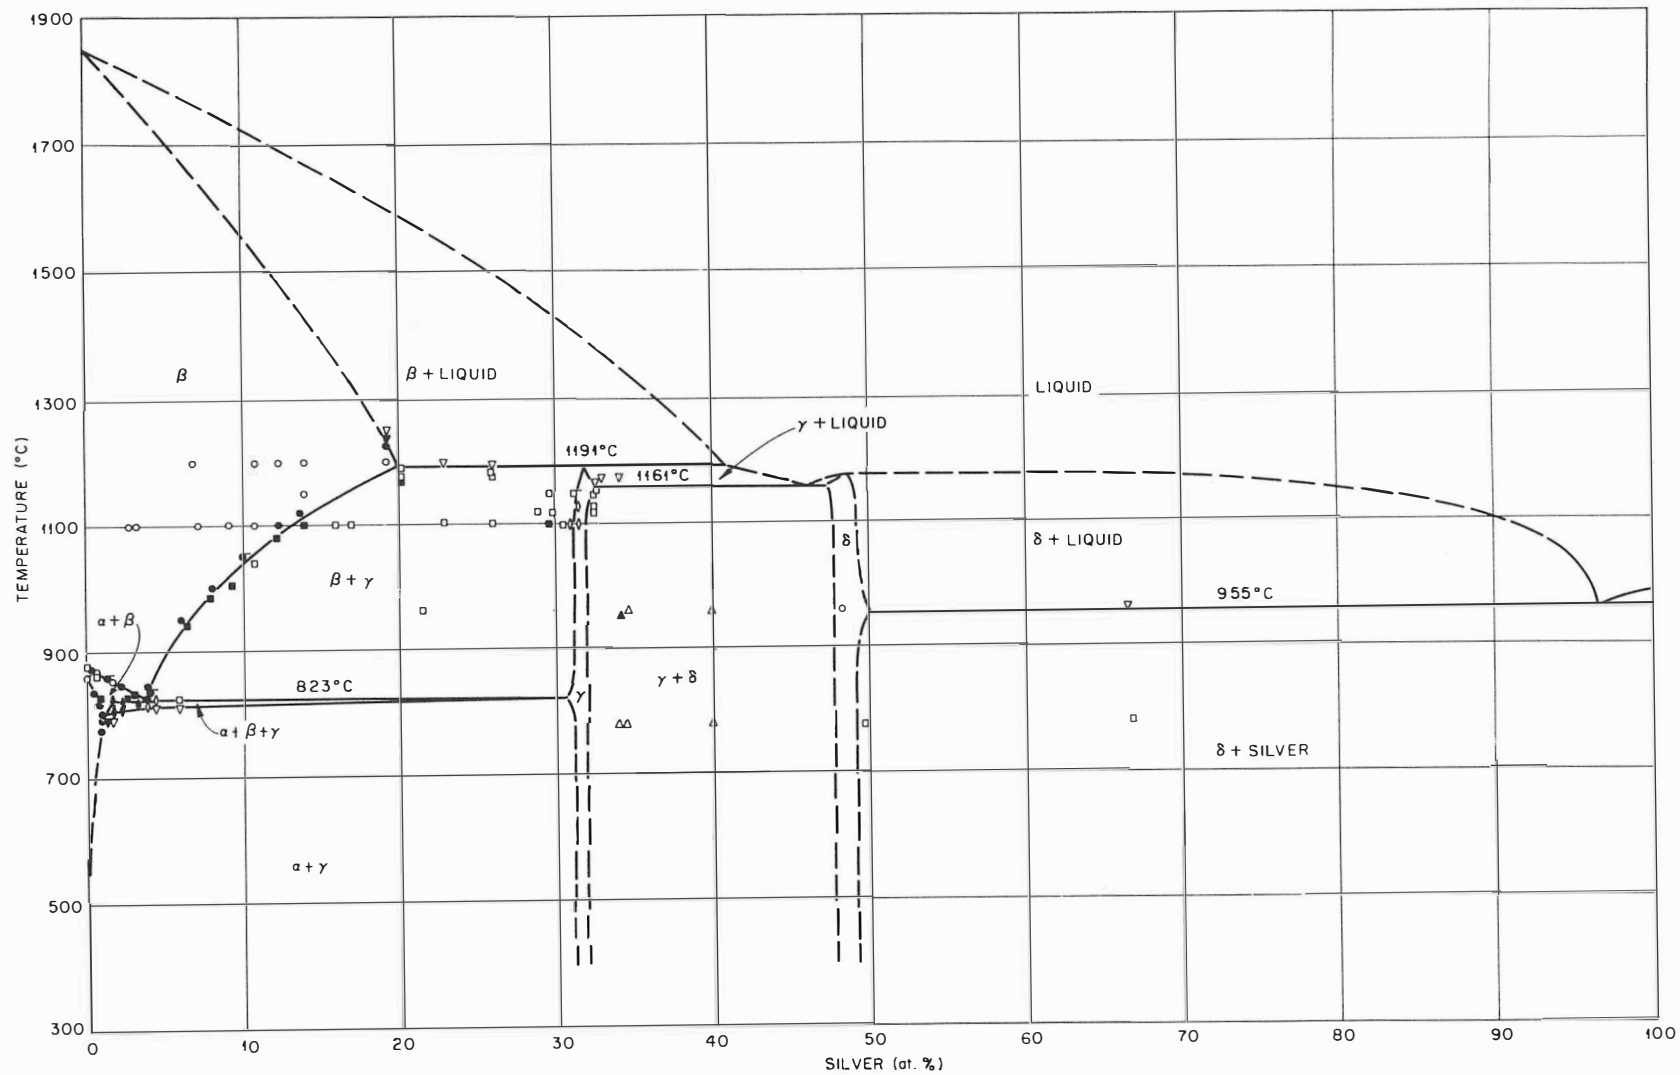 1900
1700
1500
β
β + LIQUID
LIQUID
1300
γ + LIQUID
1191°C
1161°C
1100
δ
δ + LIQUID
β + γ
955°C
α + β
900
γ + δ
823°C
γ
α + β + γ
δ + SILVER
700
α + γ
500
300
0 10 20 30 40 50 60 70 80 90 100
SILVER (at. %)
TEMPERATURE (°C)